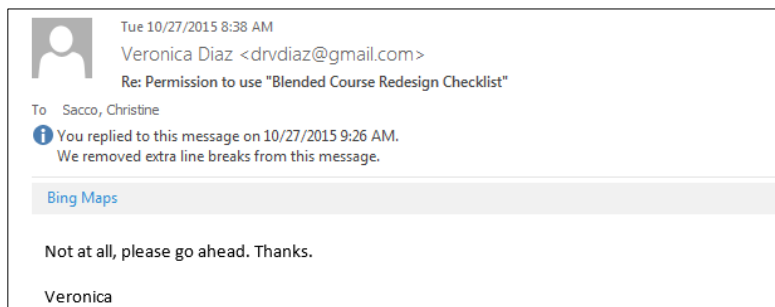 Tue 10/27/2015 8:38 AM
Veronica Diaz <drvdiaz@gmail.com>
Re: Permission to use "Blended Course Redesign Checklist"
To Sacco, Christine
You replied to this message on 10/27/2015 9:26 AM.
We removed extra line breaks from this message.
Bing Maps
Not at all, please go ahead. Thanks.
Veronica